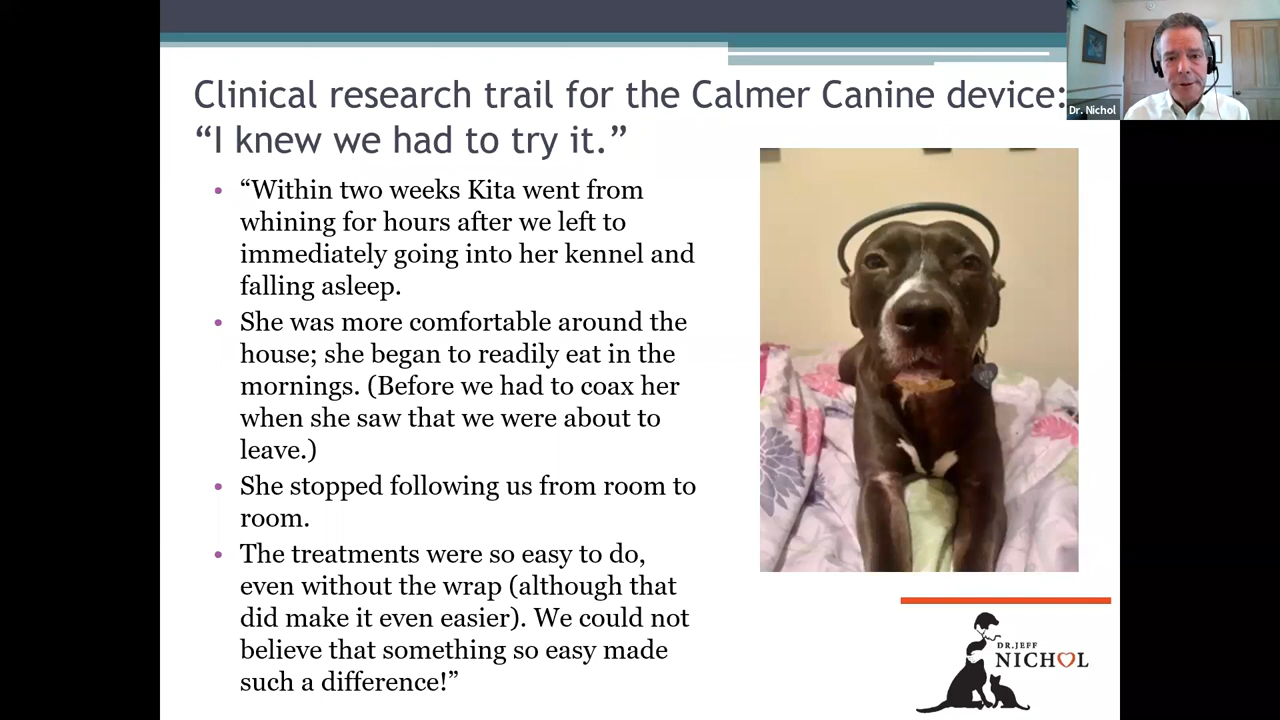 Clinical research trail for the Calmer Canine device:
“I knew we had to try it.”
Dr. Nichol
• “Within two weeks Kita went from
whining for hours after we left to
immediately going into her kennel and
falling asleep.
• She was more comfortable around the
house; she began to readily eat in the
mornings. (Before we had to coax her
when she saw that we were about to
leave.)
• She stopped following us from room to
room.
• The treatments were so easy to do,
even without the wrap (although that
did make it even easier). We could not
believe that something so easy made
such a difference!”
DR. JEFF
NICHOL